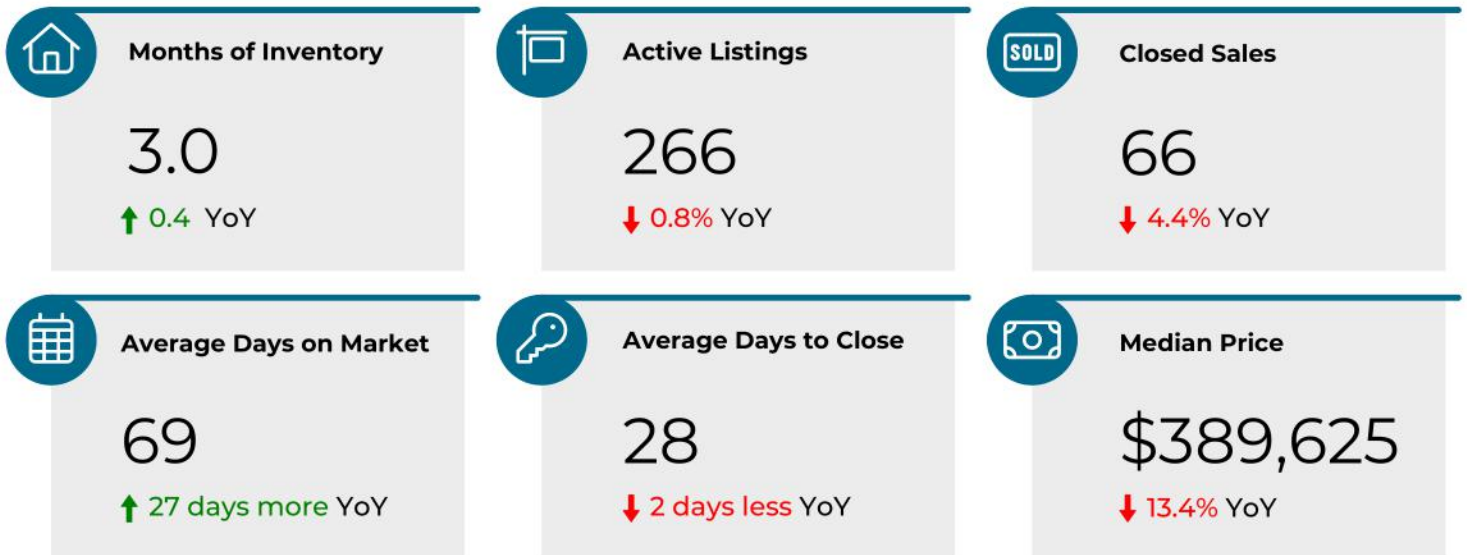 Months of Inventory
3.0
↑ 0.4 YoY
Active Listings
266
↓ 0.8% YoY
SOLD
Closed Sales
66
↓ 4.4% YoY
Average Days on Market
69
↑ 27 days more YoY
Average Days to Close
28
↓ 2 days less YoY
Median Price
$389,625
↓ 13.4% YoY